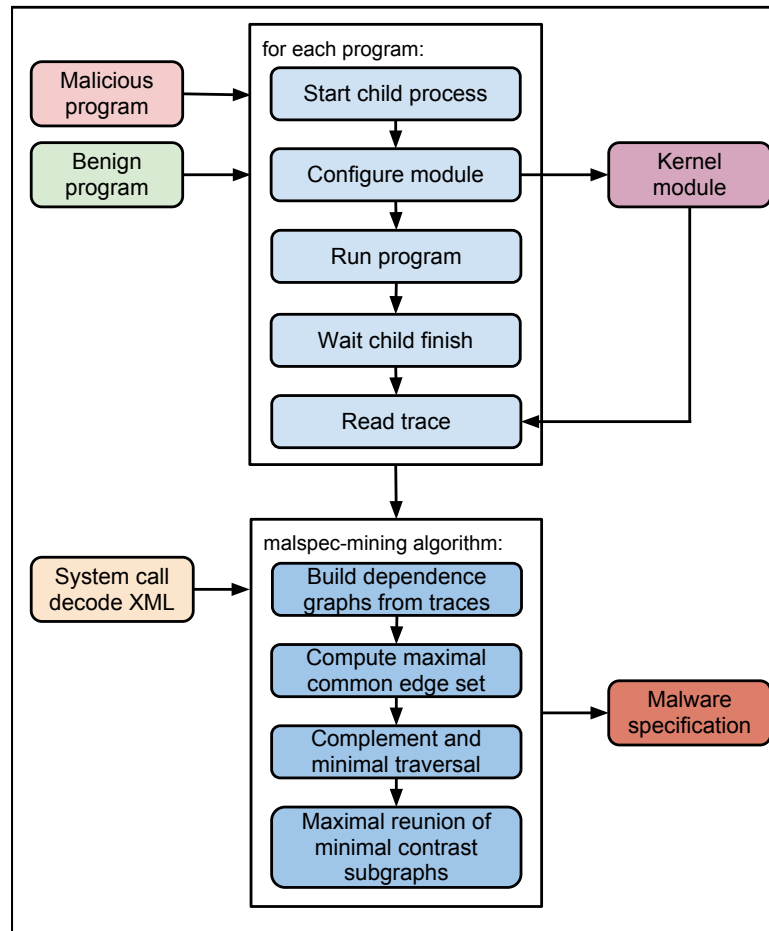 for each program:
Malicious
program
Start child process
Benign
program
Configure module
Kernel
module
Run program
Wait child finish
Read trace
malspec-mining algorithm:
System call
decode XML
Build dependence
graphs from traces
Compute maximal
common edge set
Malware
specification
Complement and
minimal traversal
Maximal reunion of
minimal contrast
subgraphs